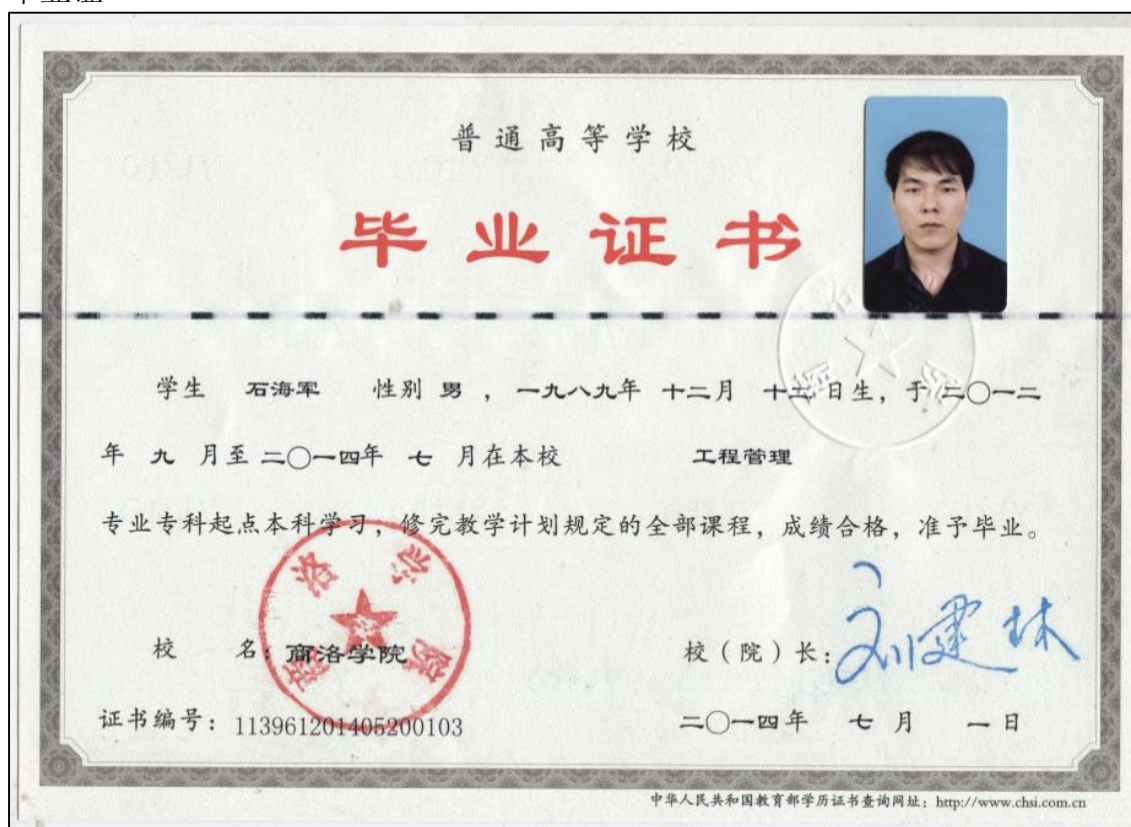 普通高等学校
毕业证书
学生 石海军 性别 男 ，一九八九年 十二月 十二 日生，于 二〇一二
年 九 月至 二〇一四年 七 月在本校 工程管理
专业专科起点本科学习，修完教学计划规定的全部课程，成绩合格，准予毕业。
校 名：商洛学院
校（院）长：刘建林
证书编号：113961201405200103
二〇一四年 七 月 一 日
商洛学院
中华人民共和国教育部学历证书查询网址：http://www.chsi.com.cn